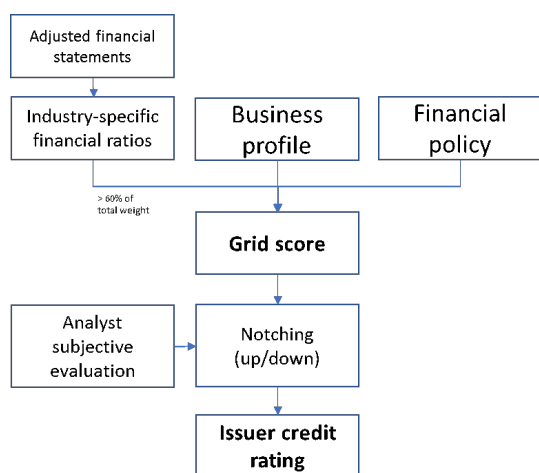 Adjusted financial
statements
Industry-specific
financial ratios
Business
profile
Financial
policy
> 60% of
total weight
Grid score
Analyst
subjective
evaluation
Notching
(up/down)
Issuer credit
rating